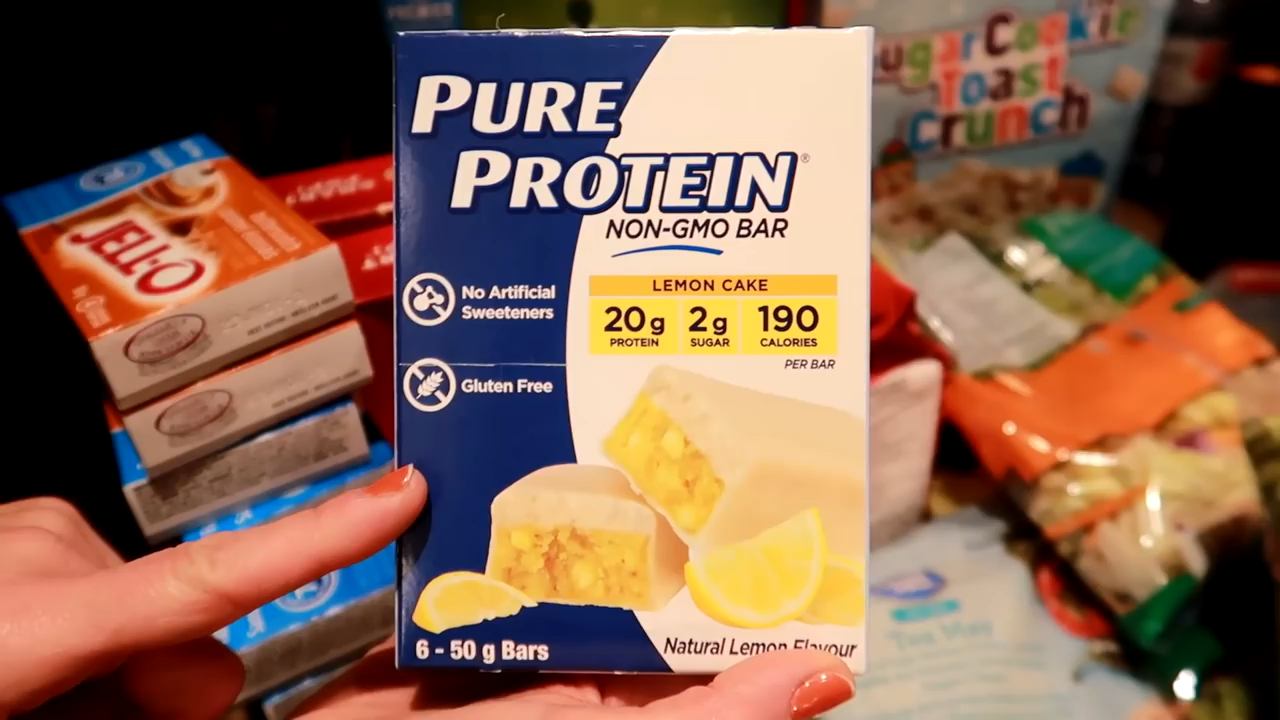 PURE
PROTEIN®
NON-GMO BAR
LEMON CAKE
20g 2g 190
PROTEIN SUGAR CALORIES
PER BAR
No Artificial
Sweeteners
Gluten Free
6 - 50 g Bars
Natural Lemon Flavour
JELL-O
Sugar Cookie
Toast
Crunch